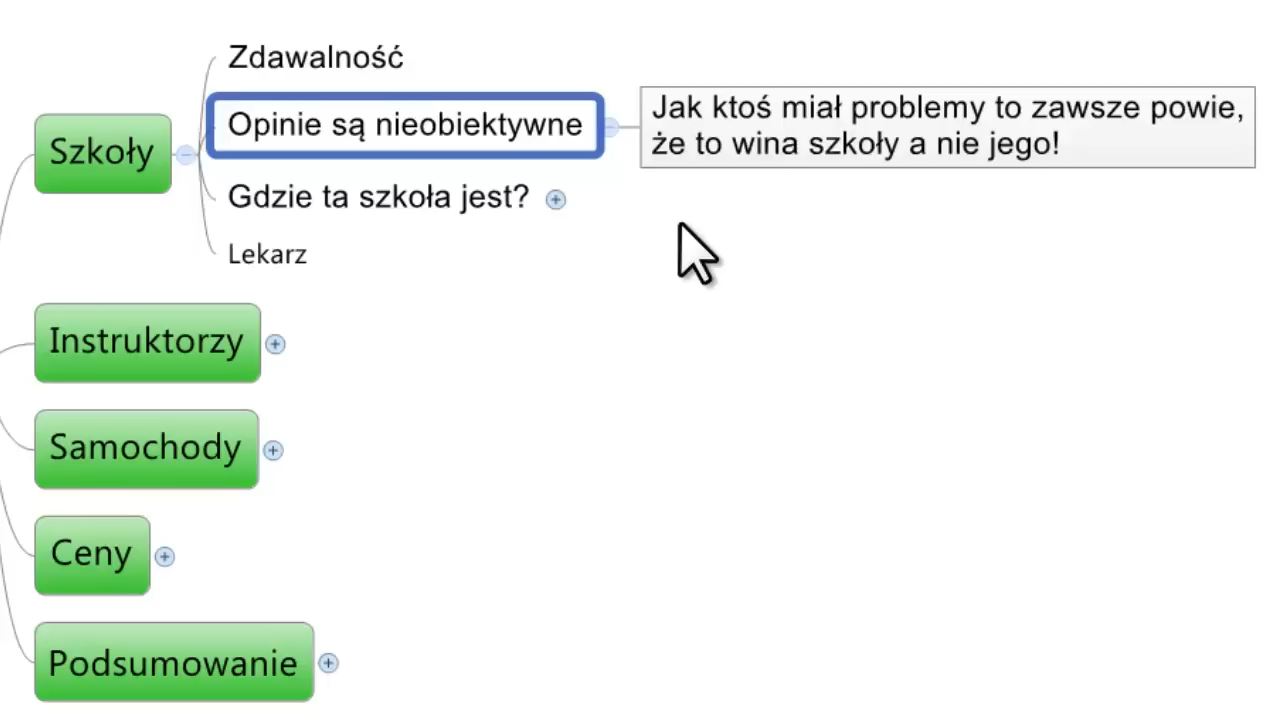 Zdawalność
Opinie są nieobiektywne
Jak ktoś miał problemy to zawsze powie,
że to wina szkoły a nie jego!
Szkoły
Gdzie ta szkoła jest?
Lekarz
Instruktorzy
Samochody
Ceny
Podsumowanie